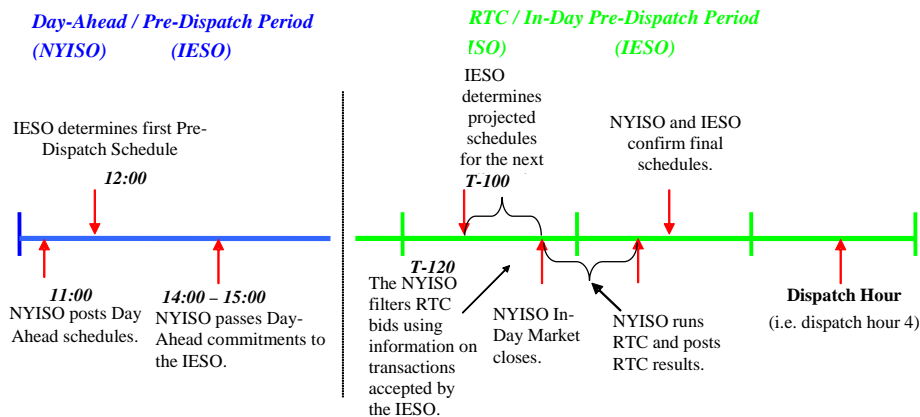 Day-Ahead / Pre-Dispatch Period
(NYISO) (IESO)
RTC / In-Day Pre-Dispatch Period
ISO) (IESO)
IESO determines first Pre-
Dispatch Schedule
12:00
IESO
determines
projected
schedules
for the next
T-100
NYISO and IESO
confirm final
schedules.
11:00
NYISO posts Day
Ahead schedules.
14:00 – 15:00
NYISO passes Day-
Ahead commitments to
the IESO.
T-120
The NYISO
filters RTC
bids using
information on
transactions
accepted by
the IESO.
NYISO In-
Day Market
closes.
NYISO runs
RTC and posts
RTC results.
Dispatch Hour
(i.e. dispatch hour 4)